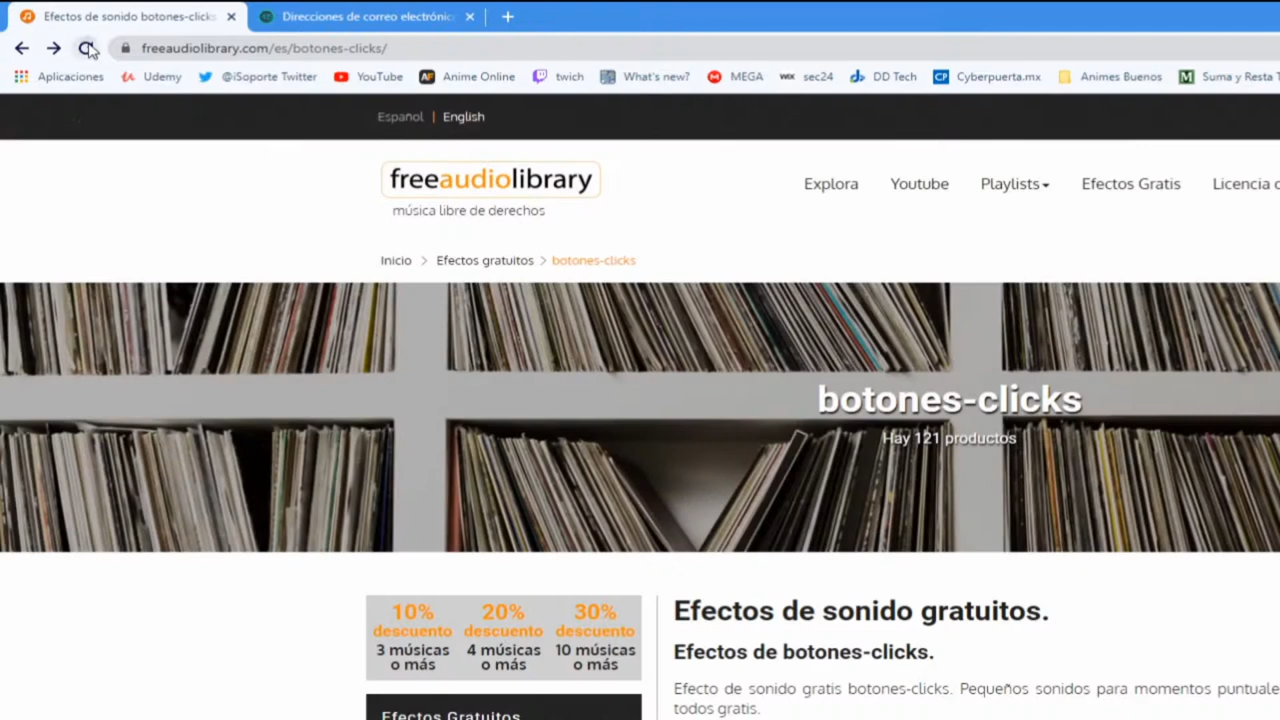 Efectos de sonido botones-clicks
Direcciones de correo electrónic
freeaudiolibrary.com/es/botones-clicks/
Aplicaciones Udemy @iSoporte Twitter YouTube Anime Online twich What's new? MEGA sec24 DD Tech Cyberpuerta.mx Animes Buenos Suma y Resta T
Español | English
freeaudiolibrary
música libre de derechos
Explora Youtube Playlists Efectos Gratis Licencia
Inicio > Efectos gratuitos > botones-clicks
botones-clicks
Hay 121 productos
10% 20% 30%
descuento descuento descuento
3 músicas 4 músicas 10 músicas
o más o más o más
Efectos Gratuitos
Efectos de sonido gratuitos.
Efectos de botones-clicks.
Efecto de sonido gratis botones-clicks. Pequeños sonidos para momentos puntuale
todos gratis.